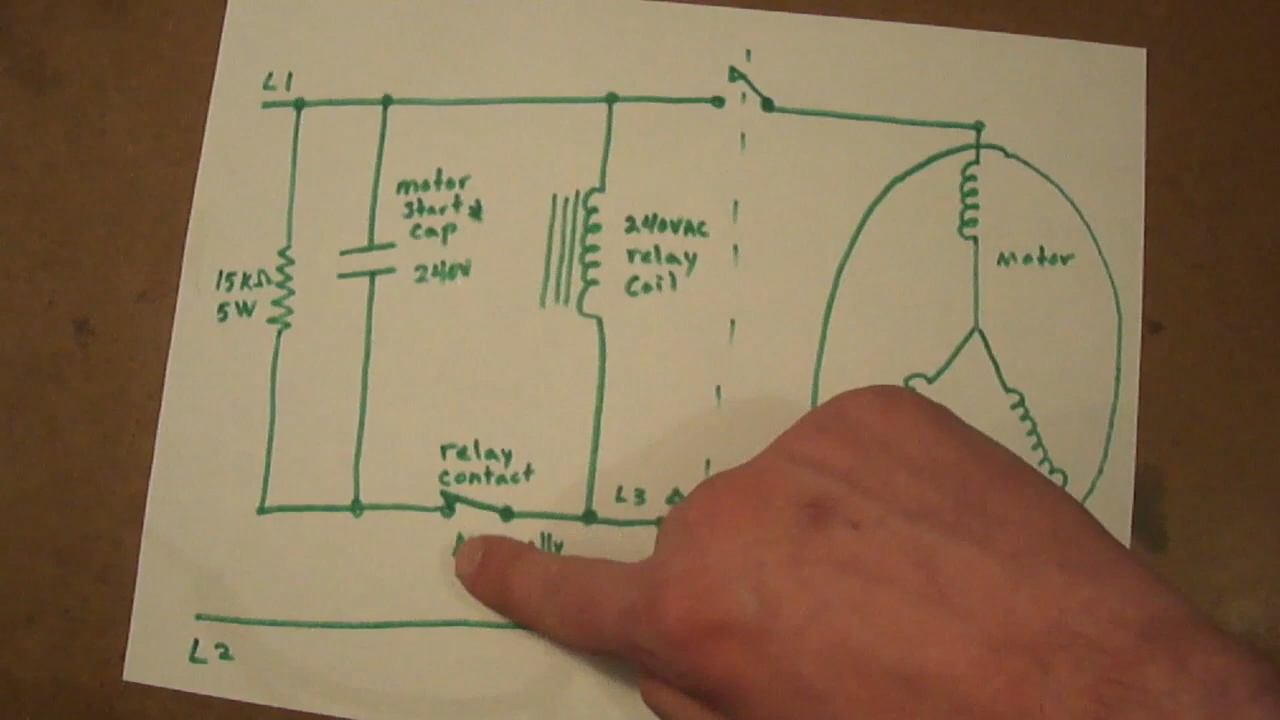 L1
motor
start
cap
240V
15KΩ
5W
240VAC
relay
Coil
motor
relay
contact
L3
L2